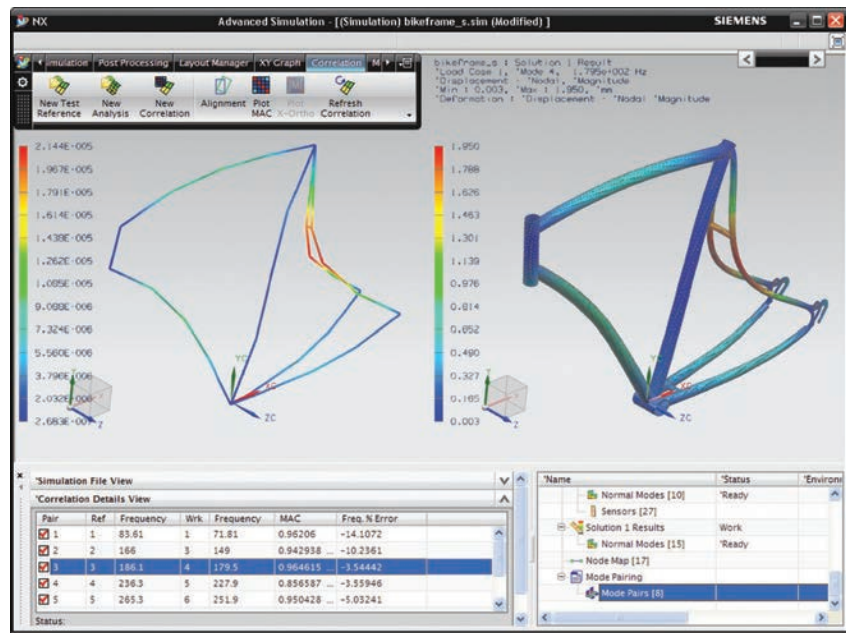 NX Advanced Simulation - [(Simulation) bikeframe_s.sim (Modified) ] SIEMENS
imulation Post Processing Layout Manager XY Graph Correlation M
New Test Reference
New Analysis
New Correlation
Alignment
Plot MAC
Plot X-Ortho
Refresh Correlation
bikeframe_s : Solution 1 Result
"Load Case 1, "Mode 4, 1.795e+002 Hz
"Displacement - "Nodal, "Magnitude
"Min : 0.003, "Max : 1.950, "mm
"Deformation : "Displacement - "Nodal "Magnitude
2.144E-005
1.967E-005
1.791E-005
1.614E-005
1.438E-005
1.262E-005
1.085E-005
9.088E-006
7.324E-006
5.560E-006
3.796E-006
2.032E-006
2.683E-007
YC
XC
ZC
Y
Z
1.950
1.788
1.626
1.463
1.301
1.139
0.976
0.814
0.652
0.490
0.327
0.165
0.003
YC
XC
ZC
Y
Z
"Simulation File View
"Correlation Details View
Pair Ref Frequency Wrk Frequency MAC Freq. % Error
1 1 83.61 1 71.81 0.96206 -14.1072
2 2 166 3 149 0.942938 ... -10.2361
3 3 186.1 4 179.5 0.964615 ... -3.54442
4 4 236.3 5 227.9 0.856587 ... -3.55946
5 5 265.3 6 251.9 0.950428 ... -5.03241
Status:
"Name "Status "Environ
Normal Modes [10] "Ready
Sensors [27]
Solution 1 Results Work
Normal Modes [15] "Ready
Node Map [17]
Mode Pairing
Mode Pairs [8]